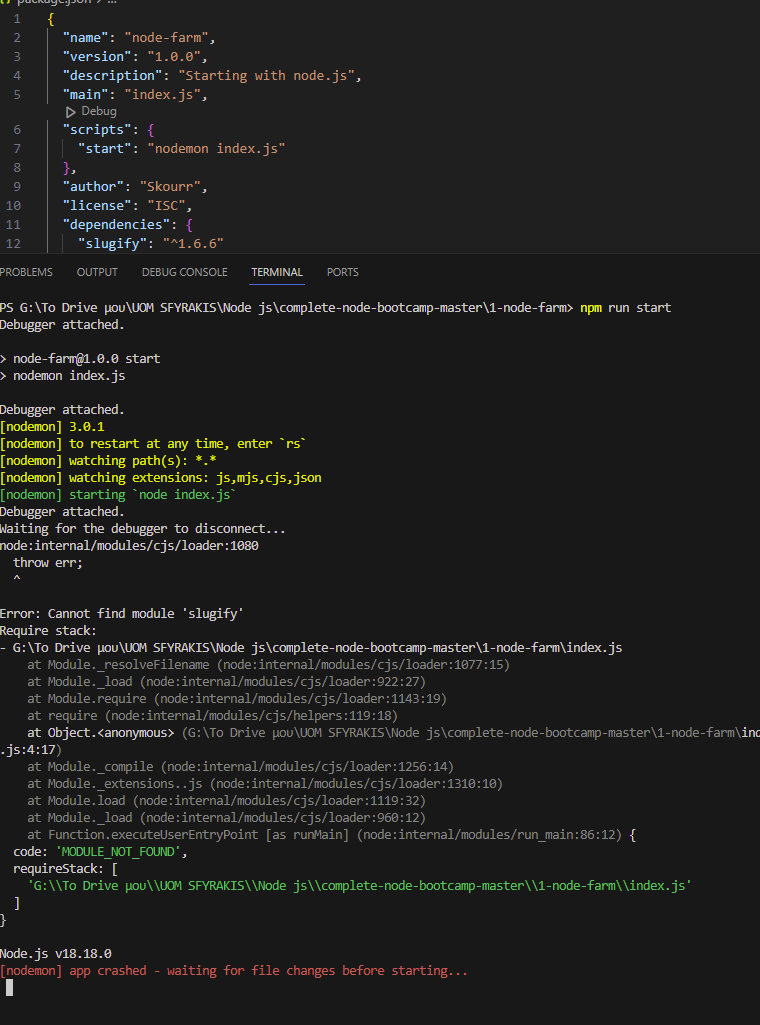 package.json > ...
1 {
2 "name": "node-farm",
3 "version": "1.0.0",
4 "description": "Starting with node.js",
5 "main": "index.js",
Debug
6 "scripts": {
7 "start": "nodemon index.js"
8 },
9 "author": "Skourr",
10 "license": "ISC",
11 "dependencies": {
12 "slugify": "^1.6.6"
PROBLEMS OUTPUT DEBUG CONSOLE TERMINAL PORTS
PS G:\Το Drive μου\UOM SFYRAKIS\Node js\complete-node-bootcamp-master\1-node-farm> npm run start
Debugger attached.
> node-farm@1.0.0 start
> nodemon index.js
Debugger attached.
[nodemon] 3.0.1
[nodemon] to restart at any time, enter `rs`
[nodemon] watching path(s): *.*
[nodemon] watching extensions: js,mjs,cjs,json
[nodemon] starting `node index.js`
Debugger attached.
Waiting for the debugger to disconnect...
node:internal/modules/cjs/loader:1080
throw err;
^
Error: Cannot find module 'slugify'
Require stack:
- G:\Το Drive μου\UOM SFYRAKIS\Node js\complete-node-bootcamp-master\1-node-farm\index.js
at Module._resolveFilename (node:internal/modules/cjs/loader:1077:15)
at Module._load (node:internal/modules/cjs/loader:922:27)
at Module.require (node:internal/modules/cjs/loader:1143:19)
at require (node:internal/modules/cjs/helpers:119:18)
at Object.<anonymous> (G:\Το Drive μου\UOM SFYRAKIS\Node js\complete-node-bootcamp-master\1-node-farm\ind
.js:4:17)
at Module._compile (node:internal/modules/cjs/loader:1256:14)
at Module._extensions..js (node:internal/modules/cjs/loader:1310:10)
at Module.load (node:internal/modules/cjs/loader:1119:32)
at Module._load (node:internal/modules/cjs/loader:960:12)
at Function.executeUserEntryPoint [as runMain] (node:internal/modules/run_main:86:12) {
code: 'MODULE_NOT_FOUND',
requireStack: [
'G:\\Το Drive μου\\UOM SFYRAKIS\\Node js\\complete-node-bootcamp-master\\1-node-farm\\index.js'
]
}
Node.js v18.18.0
[nodemon] app crashed - waiting for file changes before starting...